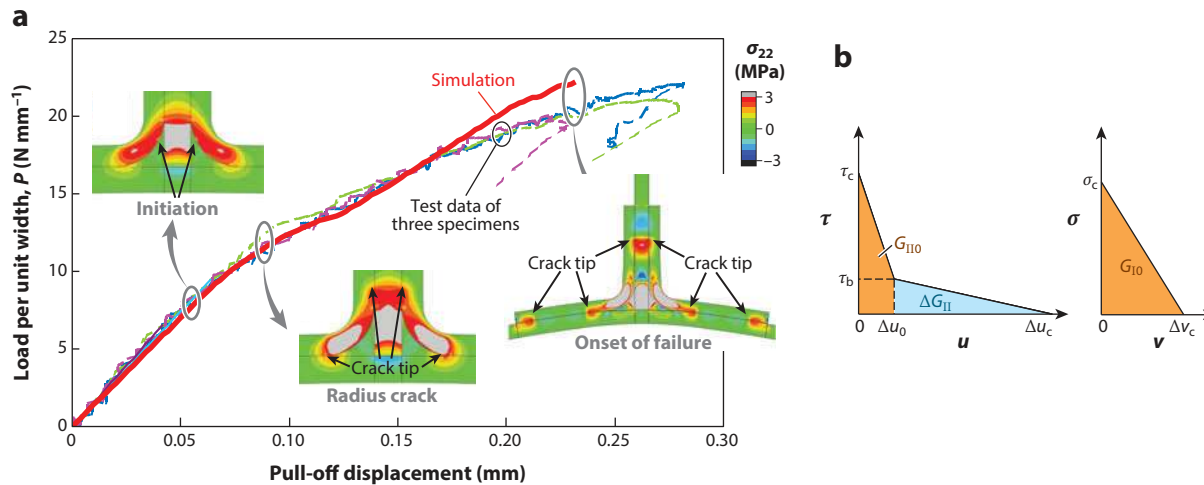 a
25
20
15
10
5
0
Load per unit width, P (N mm⁻¹)
0
0.05
0.10
0.15
0.20
0.25
0.30
Pull-off displacement (mm)
Simulation
Test data of
three specimens
Initiation
Crack tip
Radius crack
Crack tip
Crack tip
Onset of failure
σ22
(MPa)
3
0
−3
b
τc
τ
τb
GII0
ΔGII
0
Δu0
Δuc
u
σc
σ
GI0
0
Δvc
v